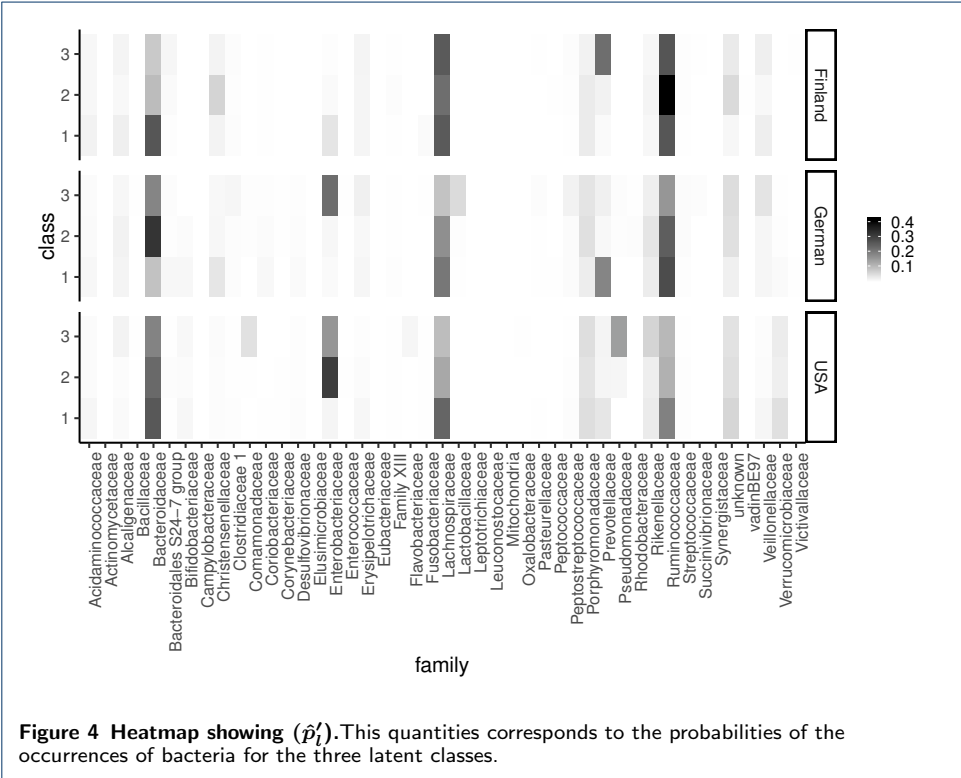 3
2
1
Finland
3
2
1
German
3
2
1
USA
class
0.4
0.3
0.1
Acidaminococcaceae
Actinomycetaceae
Alcaligenaceae
Bacillaceae
Bacteroidaceae
Bacteroidales S24−7 group
Bifidobacteriaceae
Campylobacteraceae
Christensenellaceae
Clostridiaceae 1
Comamonadaceae
Coriobacteriaceae
Corynebacteriaceae
Desulfovibrionaceae
Elusimicrobiaceae
Enterobacteriaceae
Enterococcaceae
Erysipelotrichaceae
Eubacteriaceae
Family XIII
Flavobacteriaceae
Fusobacteriaceae
Lachnospiraceae
Lactobacillaceae
Leptotrichiaceae
Leuconostocaceae
Mitochondria
Oxalobacteraceae
Pasteurellaceae
Peptococcaceae
Peptostreptococcaceae
Porphyromonadaceae
Prevotellaceae
Pseudomonadaceae
Rhodobacteraceae
Rikenellaceae
Ruminococcaceae
Streptococcaceae
Succinivibrionaceae
Synergistaceae
unknown
vadinBE97
Veillonellaceae
Verrucomicrobiaceae
Victivallaceae
family
Figure 4 Heatmap showing (p̂′_l).This quantities corresponds to the probabilities of the
occurrences of bacteria for the three latent classes.